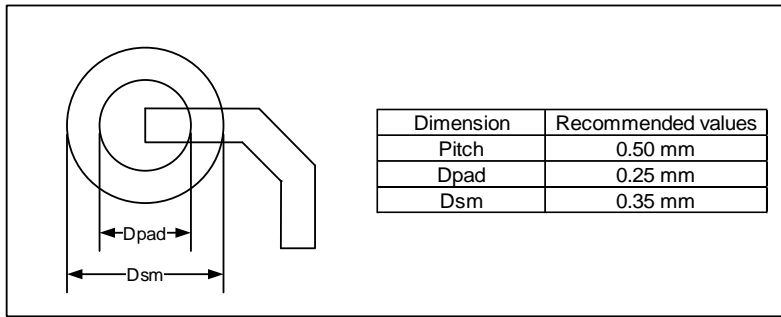 Dimension Recommended values
Pitch 0.50 mm
Dpad 0.25 mm
Dsm 0.35 mm
Dpad
Dsm